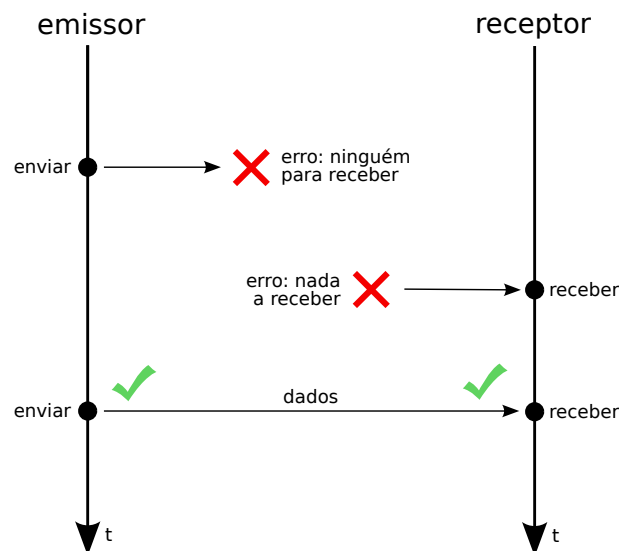 emissor
receptor
enviar
erro: ninguém
para receber
erro: nada
a receber
receber
enviar
dados
receber
t
t